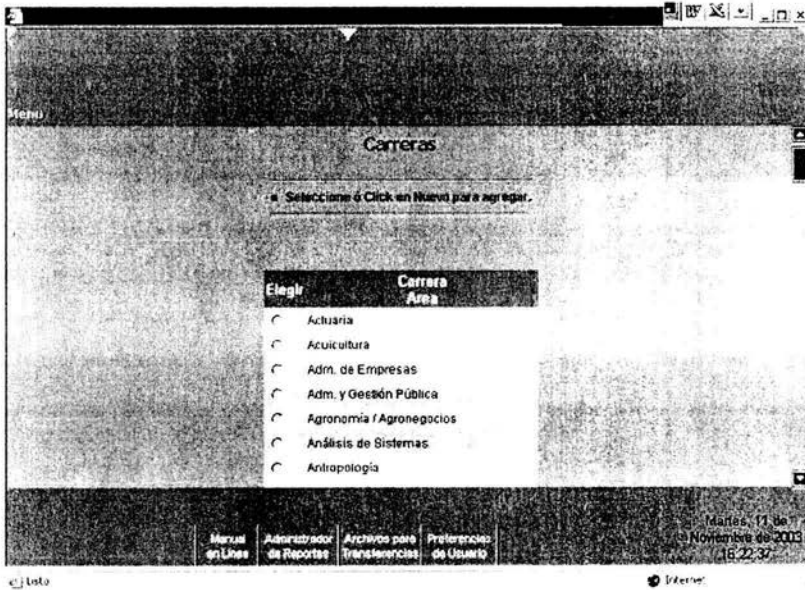 Menu
Carreras
Seleccione ó Click en Nuevo para agregar.
Elegir
Carrera
Area
Actuaria
Acuicultura
Adm. de Empresas
Adm. y Gestión Pública
Agronomía / Agronegocios
Análisis de Sistemas
Antropología
Manual
en Linea
Administrador
de Reportes
Archivos para
Transferencias
Preferencias
de Usuario
Martes, 11 de
Noviembre de 2003
16:22:37
Listo
Internet